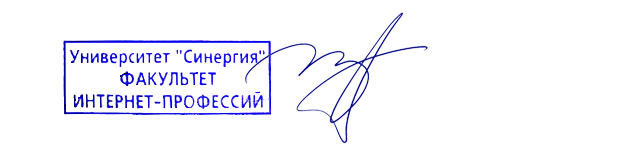 Университет "Синергия"
ФАКУЛЬТЕТ
ИНТЕРНЕТ-ПРОФЕССИЙ